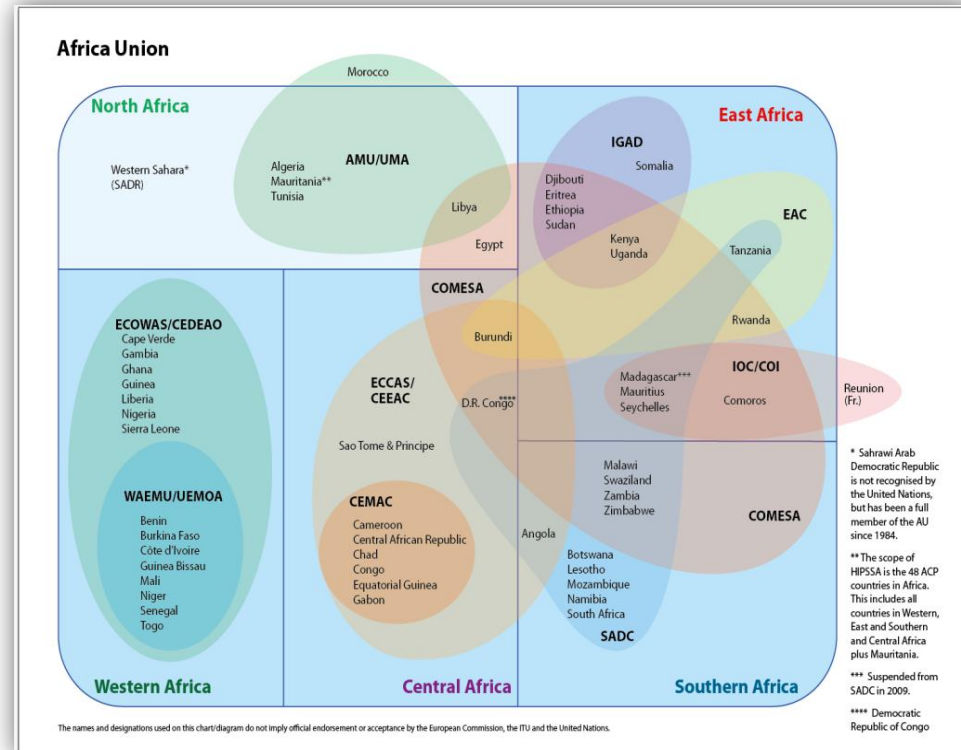 Africa Union
Morocco
North Africa
East Africa
IGAD
AMU/UMA
Western Sahara*
(SADR)
Algeria
Mauritania**
Tunisia
Somalia
Djibouti
Eritrea
Ethiopia
Sudan
Libya
EAC
Egypt
Kenya
Uganda
Tanzania
COMESA
ECOWAS/CEDEAO
Cape Verde
Gambia
Ghana
Guinea
Liberia
Nigeria
Sierra Leone
Rwanda
Burundi
IOC/COI
ECCAS/
CEEAC
Madagascar***
Mauritius
Seychelles
Comoros
Reunion
(Fr.)
D.R. Congo****
Sao Tome & Principe
Malawi
Swaziland
Zambia
Zimbabwe
WAEMU/UEMOA
Benin
Burkina Faso
Côte d'Ivoire
Guinea Bissau
Mali
Niger
Senegal
Togo
CEMAC
Cameroon
Central African Republic
Chad
Congo
Equatorial Guinea
Gabon
COMESA
Angola
Botswana
Lesotho
Mozambique
Namibia
South Africa
SADC
Western Africa
Central Africa
Southern Africa
* Sahrawi Arab
Democratic Republic
is not recognised by
the United Nations,
but has been a full
member of the AU
since 1984.
** The scope of
HIPSSA is the 48 ACP
countries in Africa.
This includes all
countries in Western,
East and Southern
and Central Africa
plus Mauritania.
*** Suspended from
SADC in 2009.
**** Democratic
Republic of Congo
The names and designations used on this chart/diagram do not imply official endorsement or acceptance by the European Commission, the ITU and the United Nations.